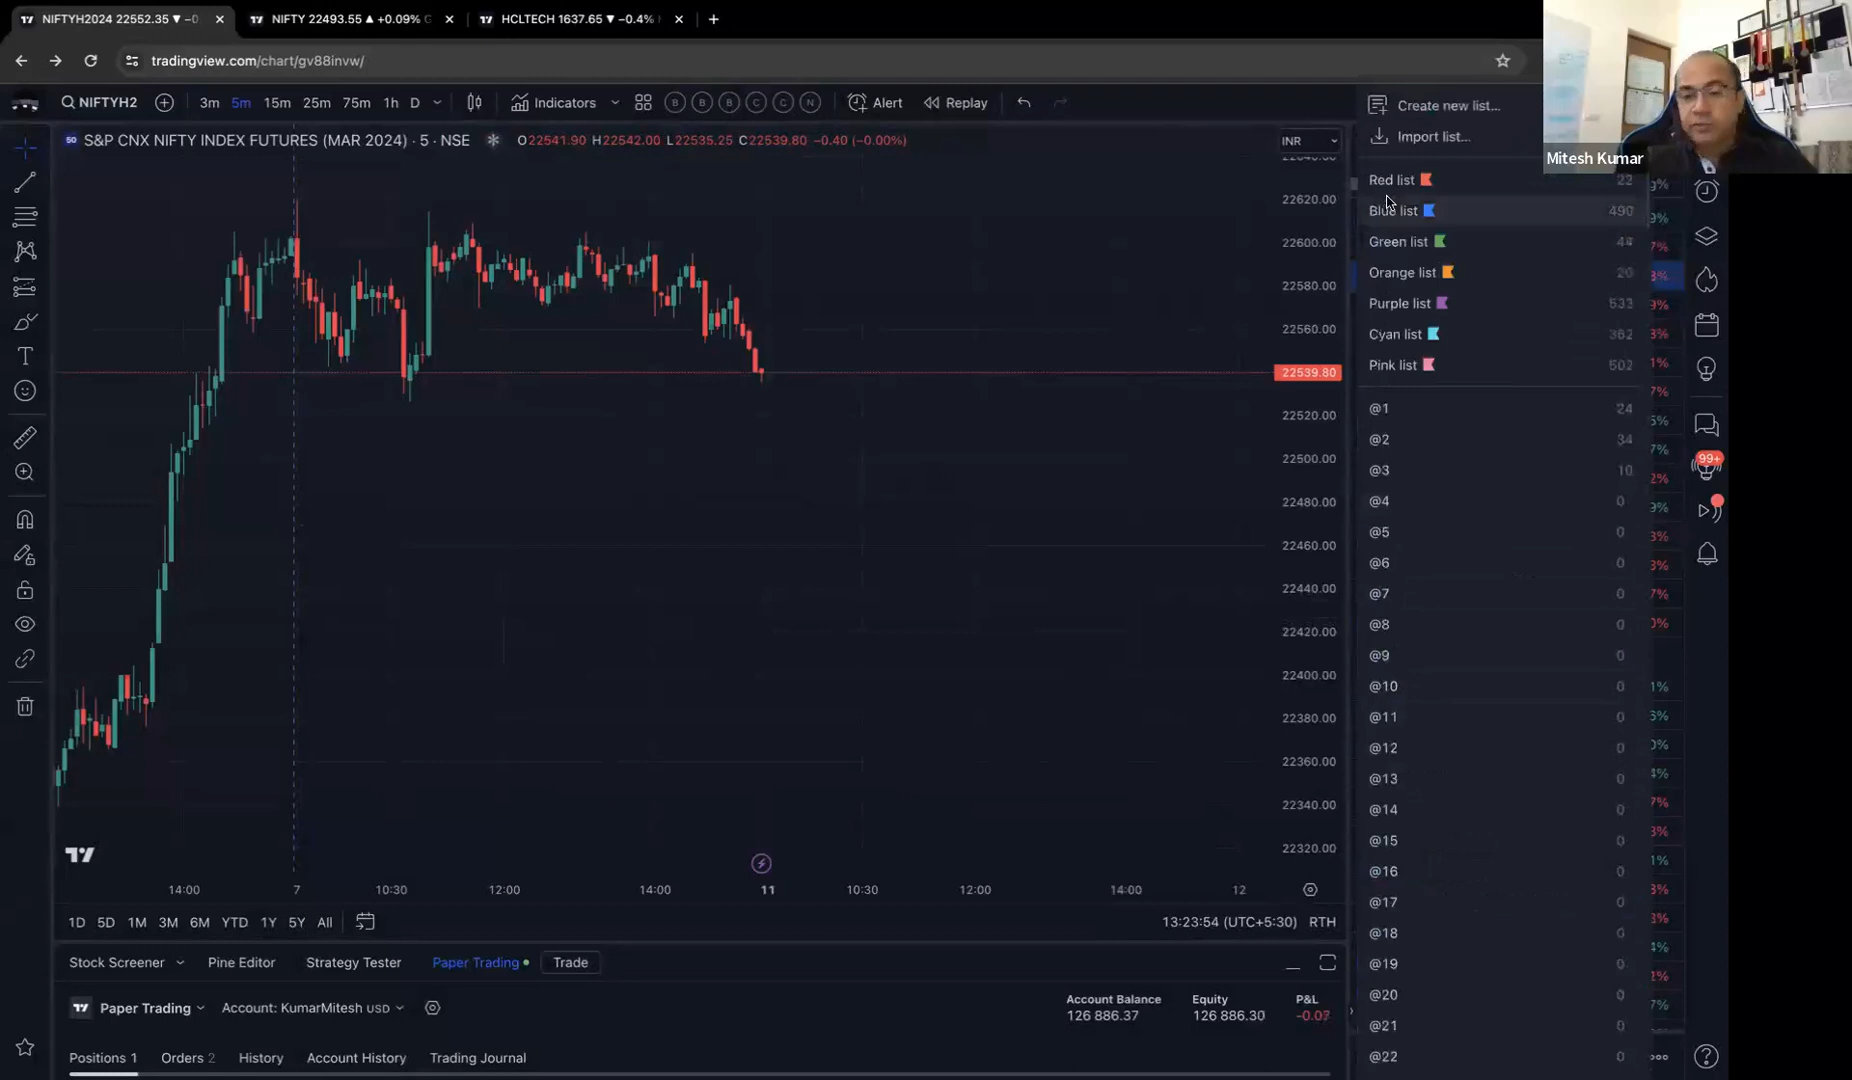 NIFTYH2024 22552.35 ▼ −0
NIFTY 22493.55 ▲ +0.09%
HCLTECH 1637.65 ▼ −0.4%
tradingview.com/chart/gv88invw/
NIFTYH2
3m 5m 15m 25m 75m 1h D
Indicators
B B B C C N
Alert
Replay
Create new list...
Import list...
Mitesh Kumar
S&P CNX NIFTY INDEX FUTURES (MAR 2024) · 5 · NSE
O22541.90 H22542.00 L22535.25 C22539.80 −0.40 (−0.00%)
INR
Red list 22
Blue list 490
Green list 44
Orange list 20
Purple list 533
Cyan list 362
Pink list 502
@1 24
@2 34
@3 10
@4 0
@5 0
@6 0
@7 0
@8 0
@9 0
@10 0
@11 0
@12 0
@13 0
@14 0
@15 0
@16 0
@17 0
@18 0
@19 0
@20 0
@21 0
@22 0
99+
22620.00
22600.00
22580.00
22560.00
22539.80
22520.00
22500.00
22480.00
22460.00
22440.00
22420.00
22400.00
22380.00
22360.00
22340.00
22320.00
14:00 7 10:30 12:00 14:00 11 10:30 12:00 14:00 12
1D 5D 1M 3M 6M YTD 1Y 5Y All
13:23:54 (UTC+5:30) RTH
Stock Screener Pine Editor Strategy Tester Paper Trading Trade
Paper Trading Account: KumarMitesh USD
Account Balance Equity P&L
126 886.37 126 886.30 -0.07
Positions 1 Orders 2 History Account History Trading Journal